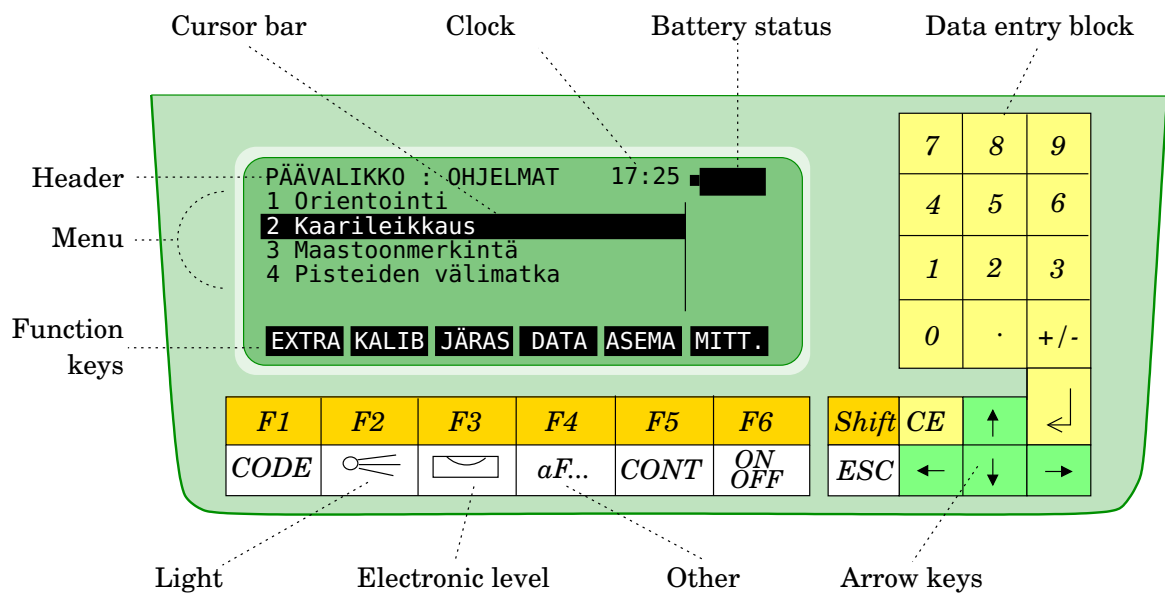 Cursor bar Clock Battery status Data entry block
7 8 9
Header PÄÄVALIKKO : OHJELMAT 17:25
1 Orientointi
4 5 6
2 Kaarileikkaus
Menu
3 Maastoonmerkintä
4 Pisteiden välimatka
1 2 3
Function keys
EXTRA KALIB JÄRAS DATA ASEMA MITT.
0 . +/-
F1 F2 F3 F4 F5 F6 Shift CE ↑ ↵
CODE aF... CONT ON OFF ESC ← ↓ →
Light Electronic level Other Arrow keys